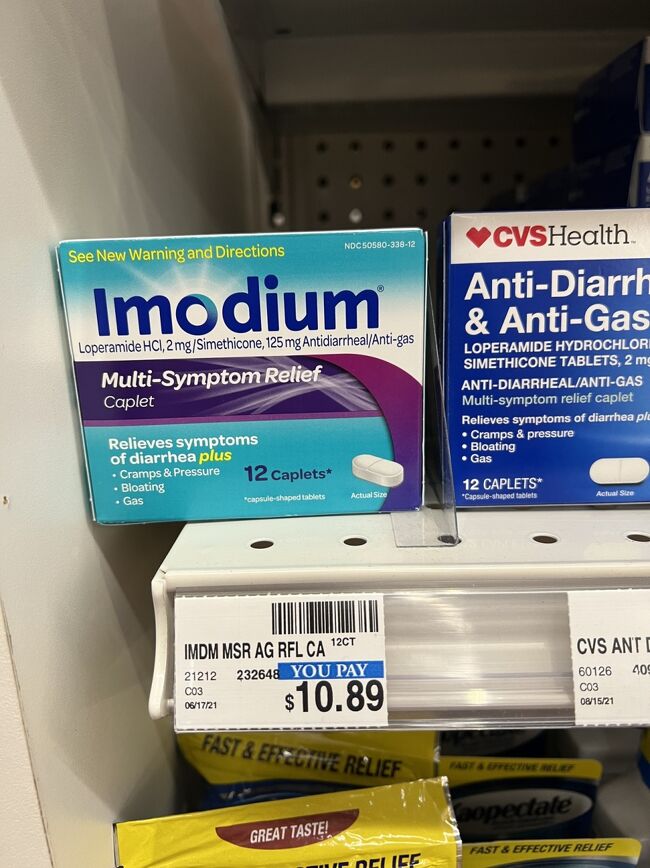 See New Warning and Directions
NDC 50580-338-12
Imodium®
Loperamide HCl, 2 mg/Simethicone, 125 mg Antidiarrheal/Anti-gas
Multi-Symptom Relief
Caplet
Relieves symptoms
of diarrhea plus
• Cramps & Pressure
• Bloating
• Gas
12 Caplets*
*capsule-shaped tablets
Actual Size
CVSHealth
Anti-Diarrh
& Anti-Gas
LOPERAMIDE HYDROCHLOR
SIMETHICONE TABLETS, 2 mg
ANTI-DIARRHEAL/ANTI-GAS
Multi-symptom relief caplet
Relieves symptoms of diarrhea plu
• Cramps & pressure
• Bloating
• Gas
12 CAPLETS*
*Capsule-shaped tablets
Actual Size
IMDM MSR AG RFL CA 12CT
21212 232648
C03
06/17/21
YOU PAY
$10.89
CVS ANT D
60126 409
C03
08/15/21
FAST & EFFECTIVE RELIEF
FAST & EFFECTIVE RELIEF
aopectate
GREAT TASTE!
TIVE RELIEF
FAST & EFFECTIVE RELIEF